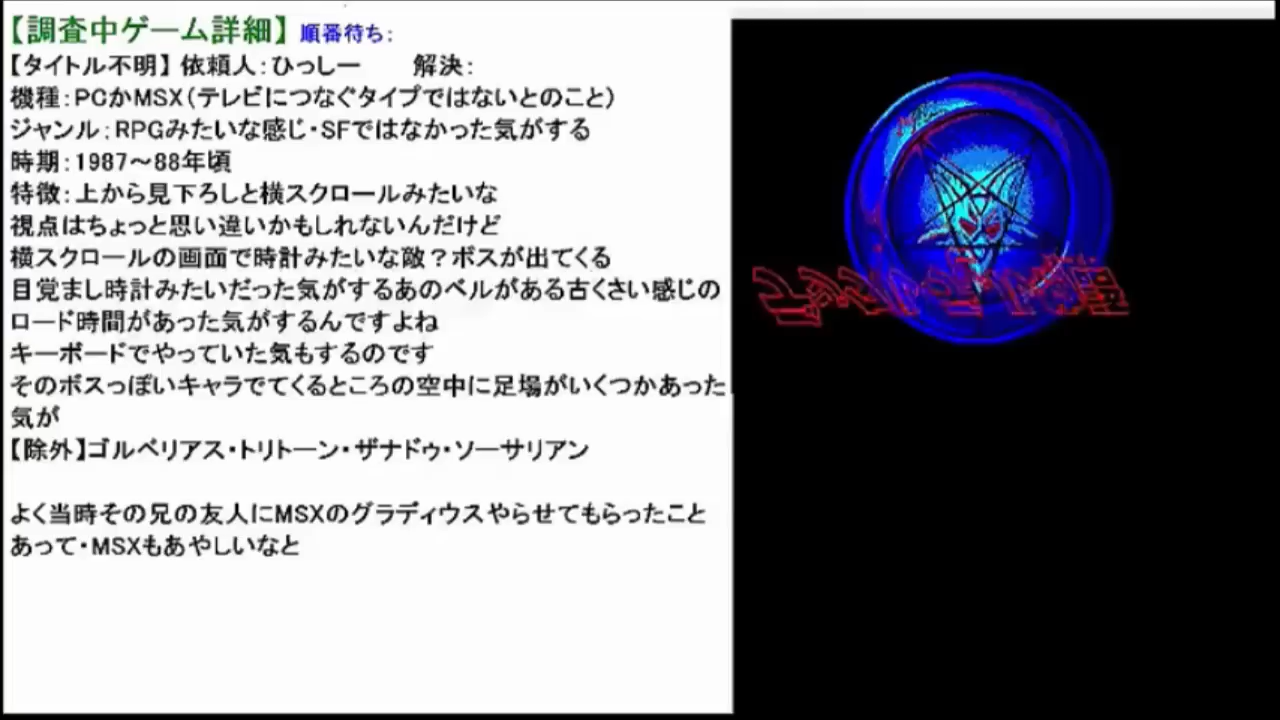 【調査中ゲーム詳細】 順番待ち:
【タイトル不明】 依頼人:ひっしー　　解決:
機種:PCかMSX(テレビにつなぐタイプではないとのこと)
ジャンル:RPGみたいな感じ・SFではなかった気がする
時期:1987～88年頃
特徴:上から見下ろしと横スクロールみたいな
視点はちょっと思い違いかもしれないんだけど
横スクロールの画面で時計みたいな敵？ボスが出てくる
目覚まし時計みたいだった気がするあのベルがある古くさい感じの
ロード時間があった気がするんですよね
キーボードでやっていた気もするのです
そのボスっぽいキャラでてくるところの空中に足場がいくつかあった
気が
【除外】ゴルベリアス・トリトーン・ザナドゥ・ソーサリアン
よく当時その兄の友人にMSXのグラディウスやらせてもらったこと
あって・MSXもあやしいなと